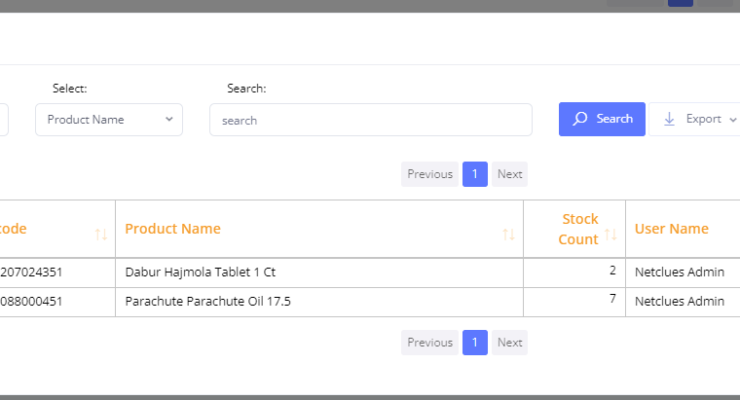 Select:
Search:
Product Name
search
Search
Export
Previous 1 Next
code Product Name Stock Count User Name
207024351 Dabur Hajmola Tablet 1 Ct 2 Netclues Admin
088000451 Parachute Parachute Oil 17.5 7 Netclues Admin
Previous 1 Next